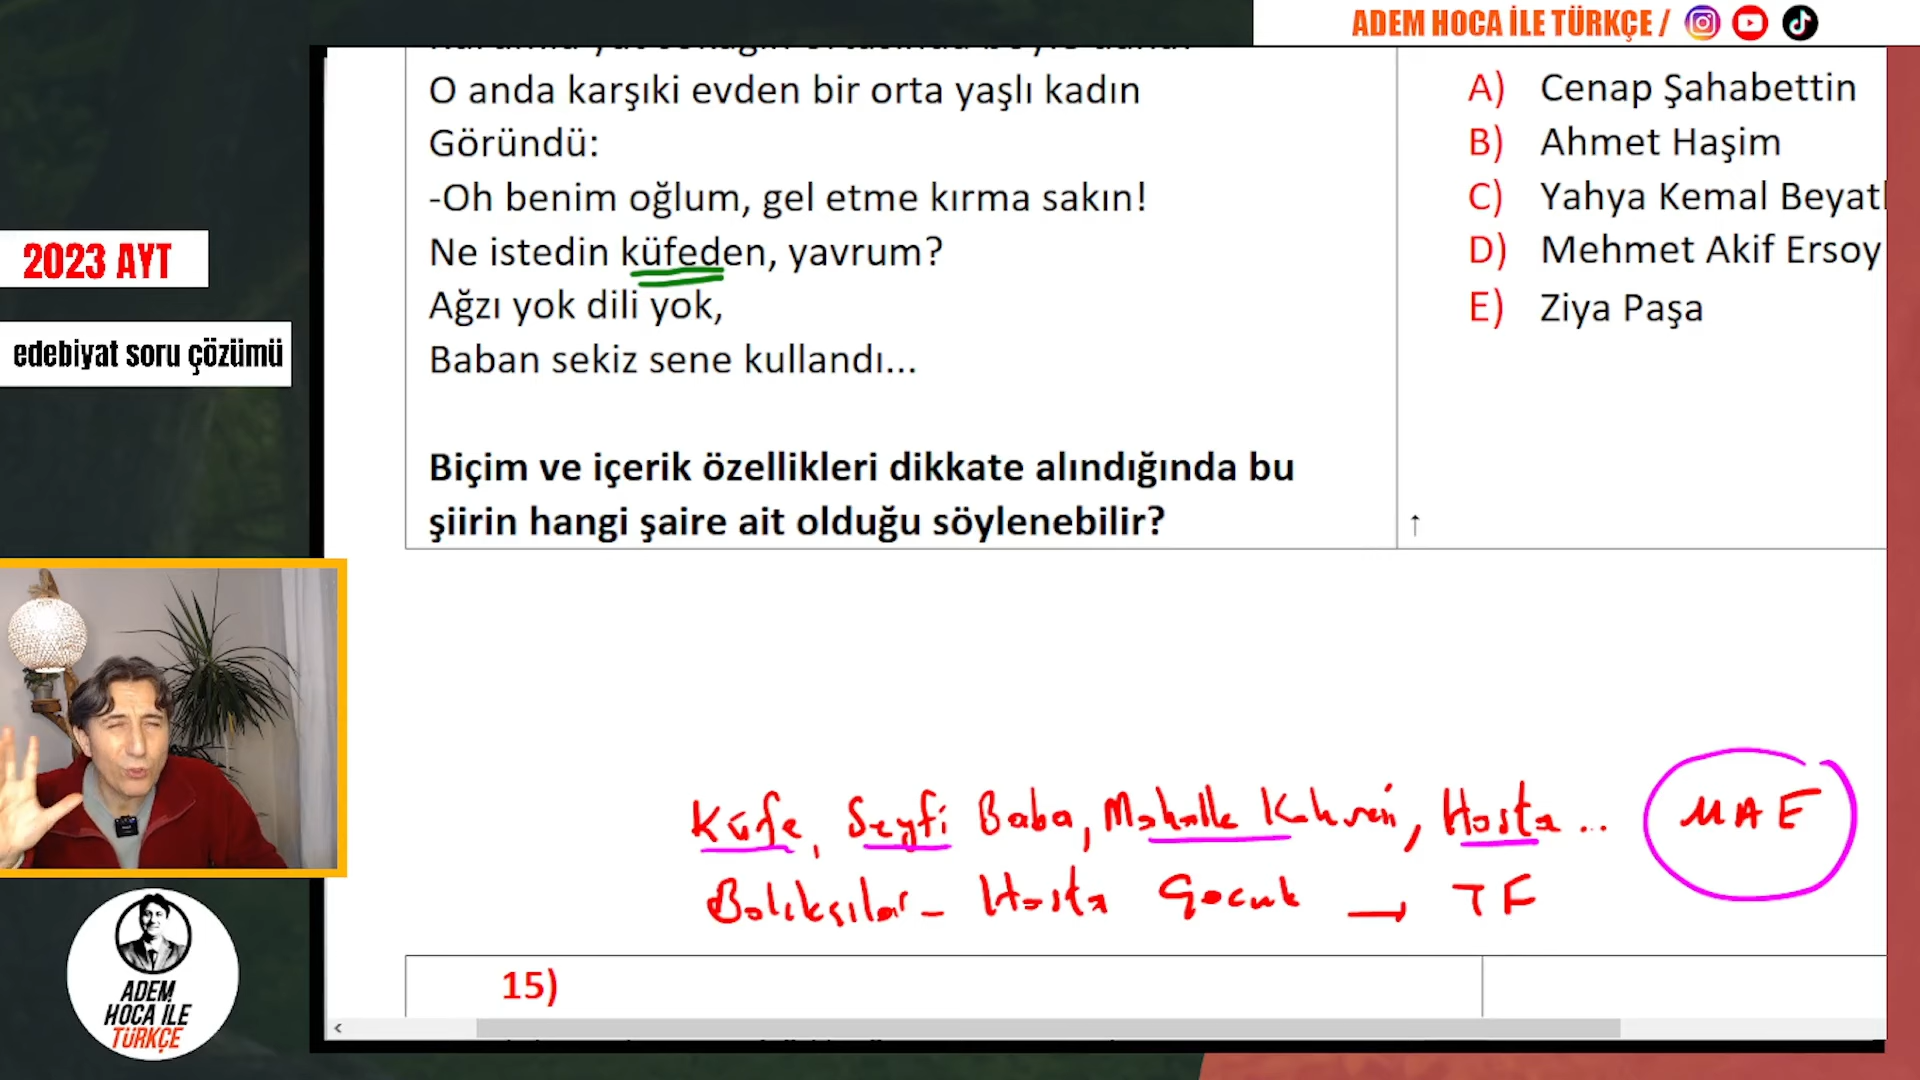 ADEM HOCA İLE TÜRKÇE /
O anda karşıki evden bir orta yaşlı kadın
Göründü:
-Oh benim oğlum, gel etme kırma sakın!
Ne istedin küfeden, yavrum?
Ağzı yok dili yok,
Baban sekiz sene kullandı...
Biçim ve içerik özellikleri dikkate alındığında bu
şiirin hangi şaire ait olduğu söylenebilir?
A) Cenap Şahabettin
B) Ahmet Haşim
C) Yahya Kemal Beyatl
D) Mehmet Akif Ersoy
E) Ziya Paşa
2023 AYT
edebiyat soru çözümü
Küfe, Seyfi Baba, Mahalle Kahvesi, Hasta ... MAE
Balıkçılar - Hasta Çocuk → TF
15)
ADEM
HOCA İLE
TÜRKÇE